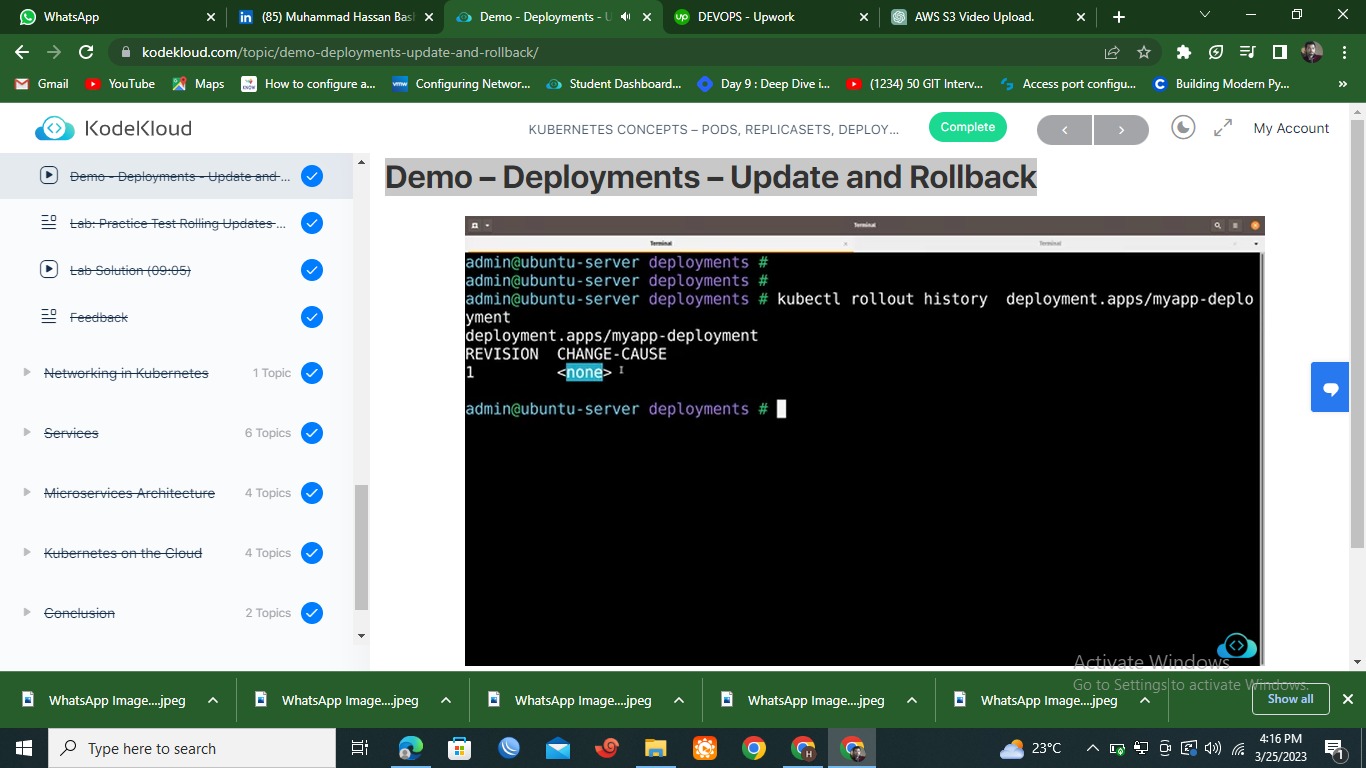 WhatsApp
(85) Muhammad Hassan Bas
Demo - Deployments - U
DEVOPS - Upwork
AWS S3 Video Upload.
kodekloud.com/topic/demo-deployments-update-and-rollback/
Gmail
YouTube
Maps
How to configure a...
Configuring Networ...
Student Dashboard...
Day 9 : Deep Dive i...
(1234) 50 GIT Interv...
Access port configu...
Building Modern Py...
KodeKloud
KUBERNETES CONCEPTS – PODS, REPLICASETS, DEPLOY...
Complete
My Account
Demo - Deployments - Update and ...
Lab: Practice Test Rolling Updates ...
Lab Solution (09:05)
Feedback
Networking in Kubernetes 1 Topic
Services 6 Topics
Microservices Architecture 4 Topics
Kubernetes on the Cloud 4 Topics
Conclusion 2 Topics
Demo – Deployments – Update and Rollback
Terminal
Terminal Terminal
admin@ubuntu-server deployments #
admin@ubuntu-server deployments #
admin@ubuntu-server deployments # kubectl rollout history  deployment.apps/myapp-deplo
yment
deployment.apps/myapp-deployment
REVISION  CHANGE-CAUSE
1         <none>
admin@ubuntu-server deployments #
Activate Windows
Go to Settings to activate Windows.
WhatsApp Image....jpeg
WhatsApp Image....jpeg
WhatsApp Image....jpeg
WhatsApp Image....jpeg
WhatsApp Image....jpeg
Show all
Type here to search
23°C
4:16 PM
3/25/2023
1